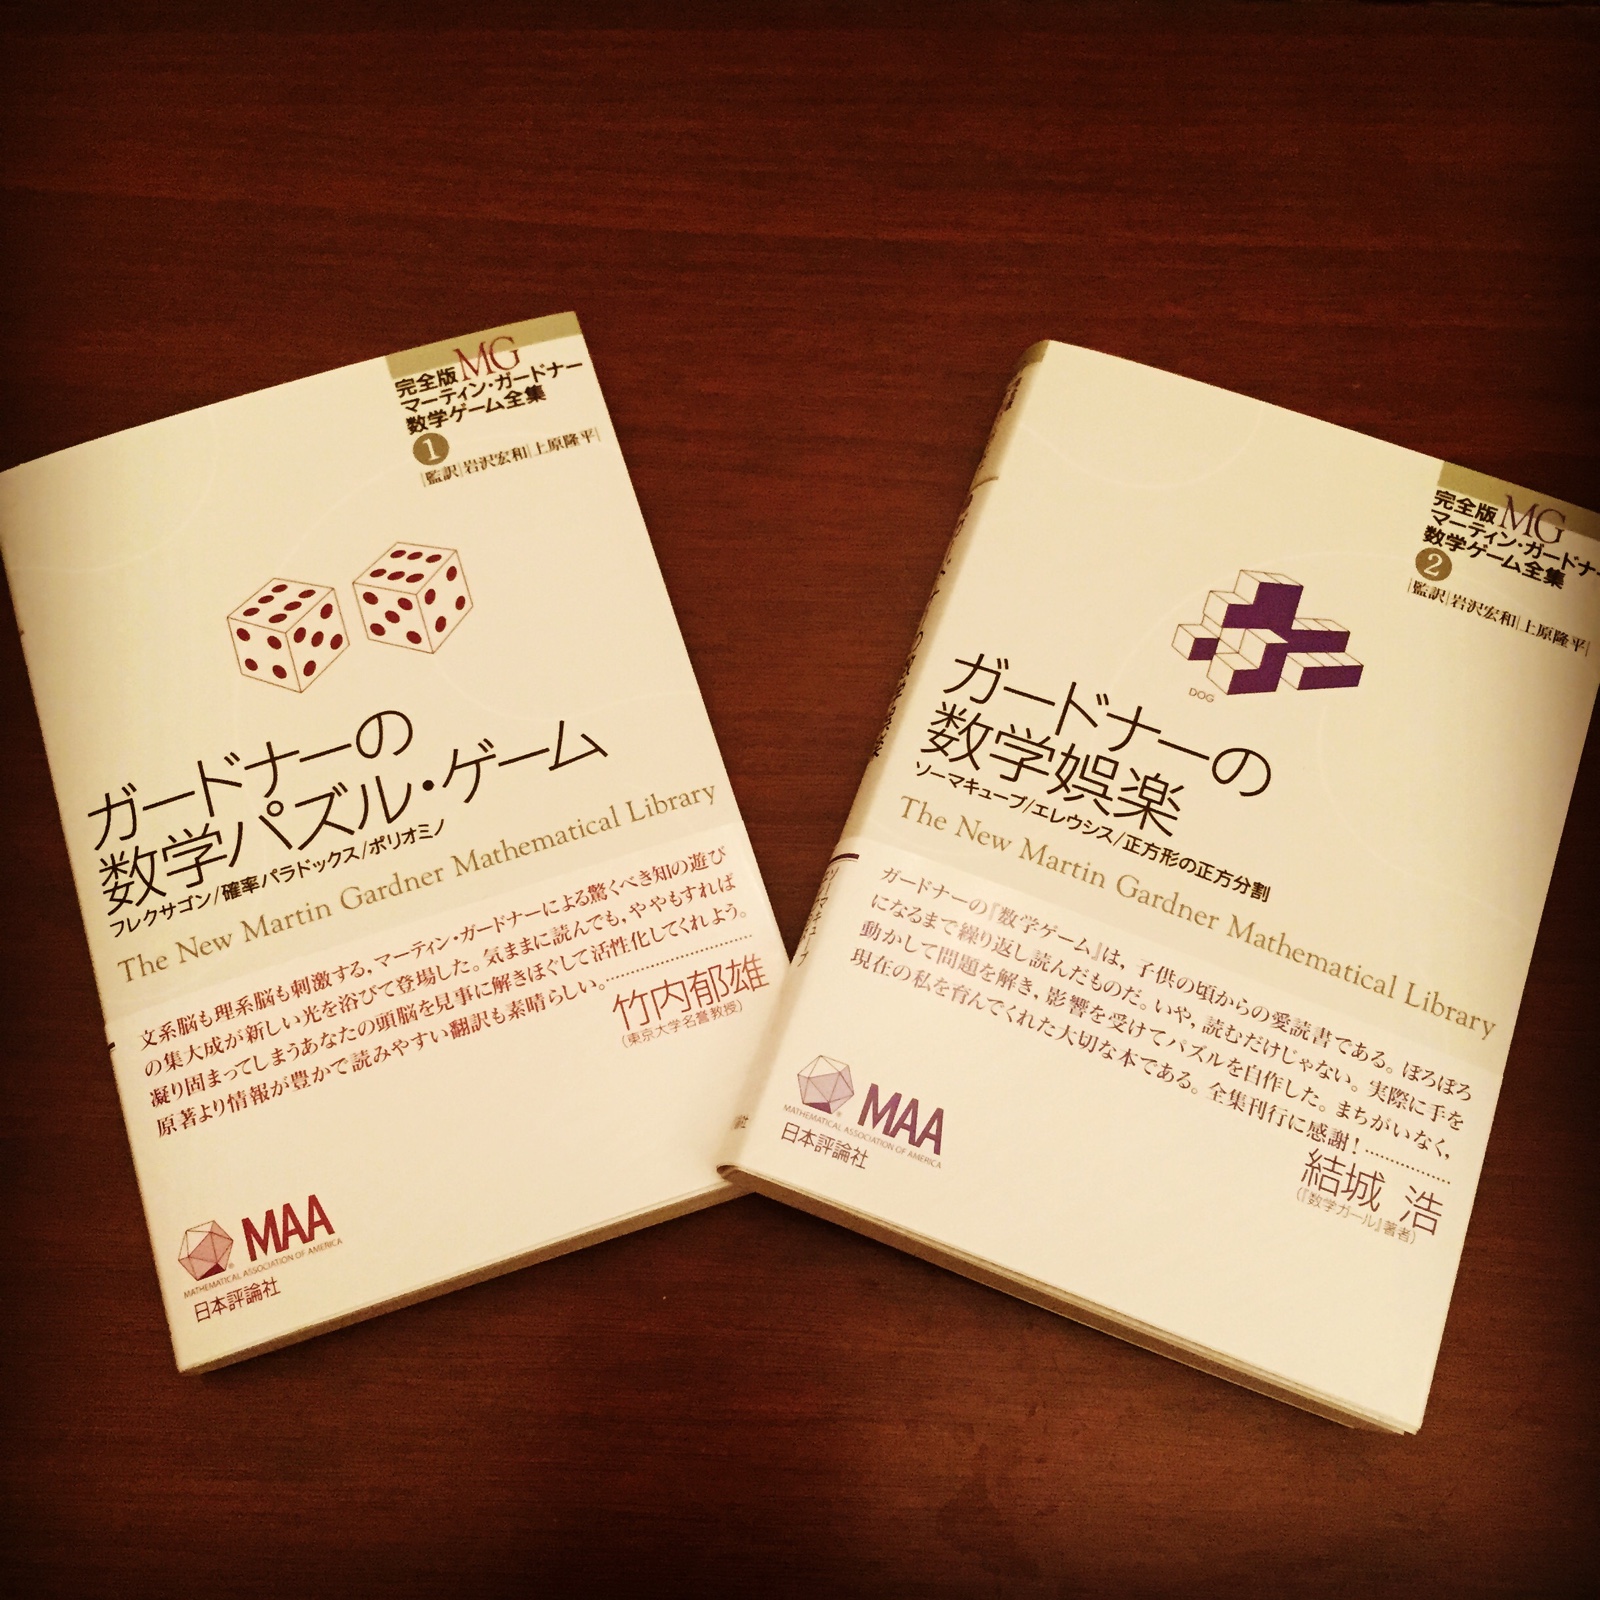 完全版 MG
マーティン・ガードナー
数学ゲーム全集
1
|監訳|岩沢宏和|上原隆平|
ガードナーの
数学パズル・ゲーム
フレクサゴン/確率パラドックス/ポリオミノ
The New Martin Gardner Mathematical Library
文系脳も理系脳も刺激する,マーティン・ガードナーによる驚くべき知の遊び
の集大成が新しい光を浴びて登場した。気ままに読んでも,ややもすれば
凝り固まってしまうあなたの頭脳を見事に解きほぐして活性化してくれよう。
原著より情報が豊かで読みやすい翻訳も素晴らしい。
竹内郁雄
(東京大学名誉教授)
MAA
MATHEMATICAL ASSOCIATION OF AMERICA
日本評論社
完全版 MG
マーティン・ガードナー
数学ゲーム全集
2
|監訳|岩沢宏和|上原隆平|
DOG
ガードナーの
数学娯楽
ソーマキューブ/エレウシス/正方形の正方分割
The New Martin Gardner Mathematical Library
ガードナーの『数学ゲーム』は,子供の頃からの愛読書である。ぼろぼろ
になるまで繰り返し読んだものだ。いや,読むだけじゃない。実際に手を
動かして問題を解き,影響を受けてパズルを自作した。まちがいなく,
現在の私を育んでくれた大切な本である。全集刊行に感謝!
結城 浩
(『数学ガール』著者)
MAA
MATHEMATICAL ASSOCIATION OF AMERICA
日本評論社